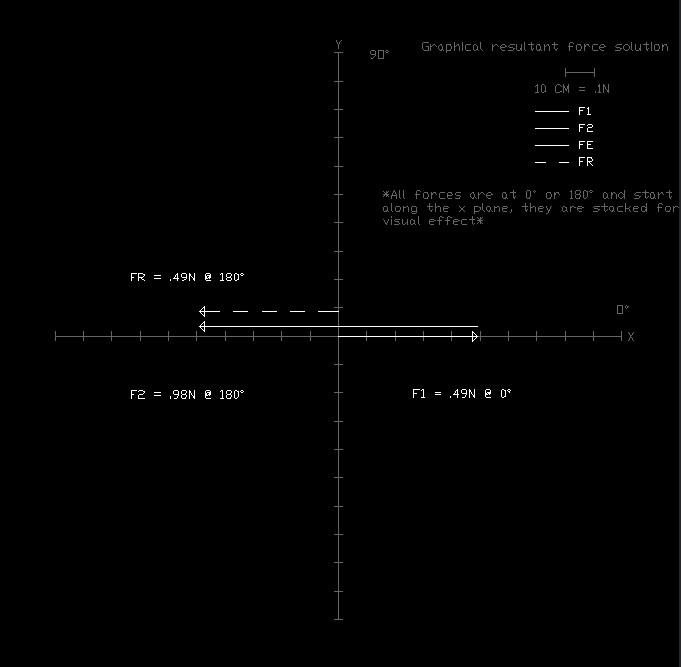 Y
90°
Graphical resultant force solution
10 CM = .1N
F1
F2
FE
FR
*All forces are at 0° or 180° and start
along the x plane, they are stacked for
visual effect*
FR = .49N @ 180°
0°
X
F2 = .98N @ 180°
F1 = .49N @ 0°